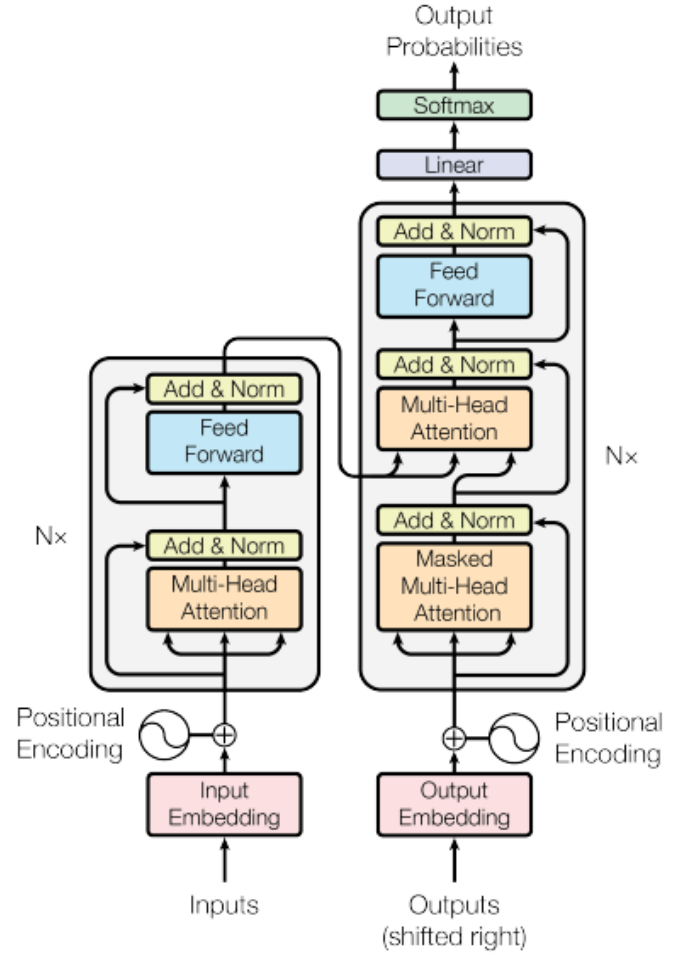 Output
Probabilities
Softmax
Linear
Add & Norm
Feed
Forward
Add & Norm
Multi-Head
Attention
Add & Norm
Masked
Multi-Head
Attention
Nx
Add & Norm
Feed
Forward
Add & Norm
Multi-Head
Attention
Nx
Positional
Encoding
Positional
Encoding
Input
Embedding
Output
Embedding
Inputs
Outputs
(shifted right)